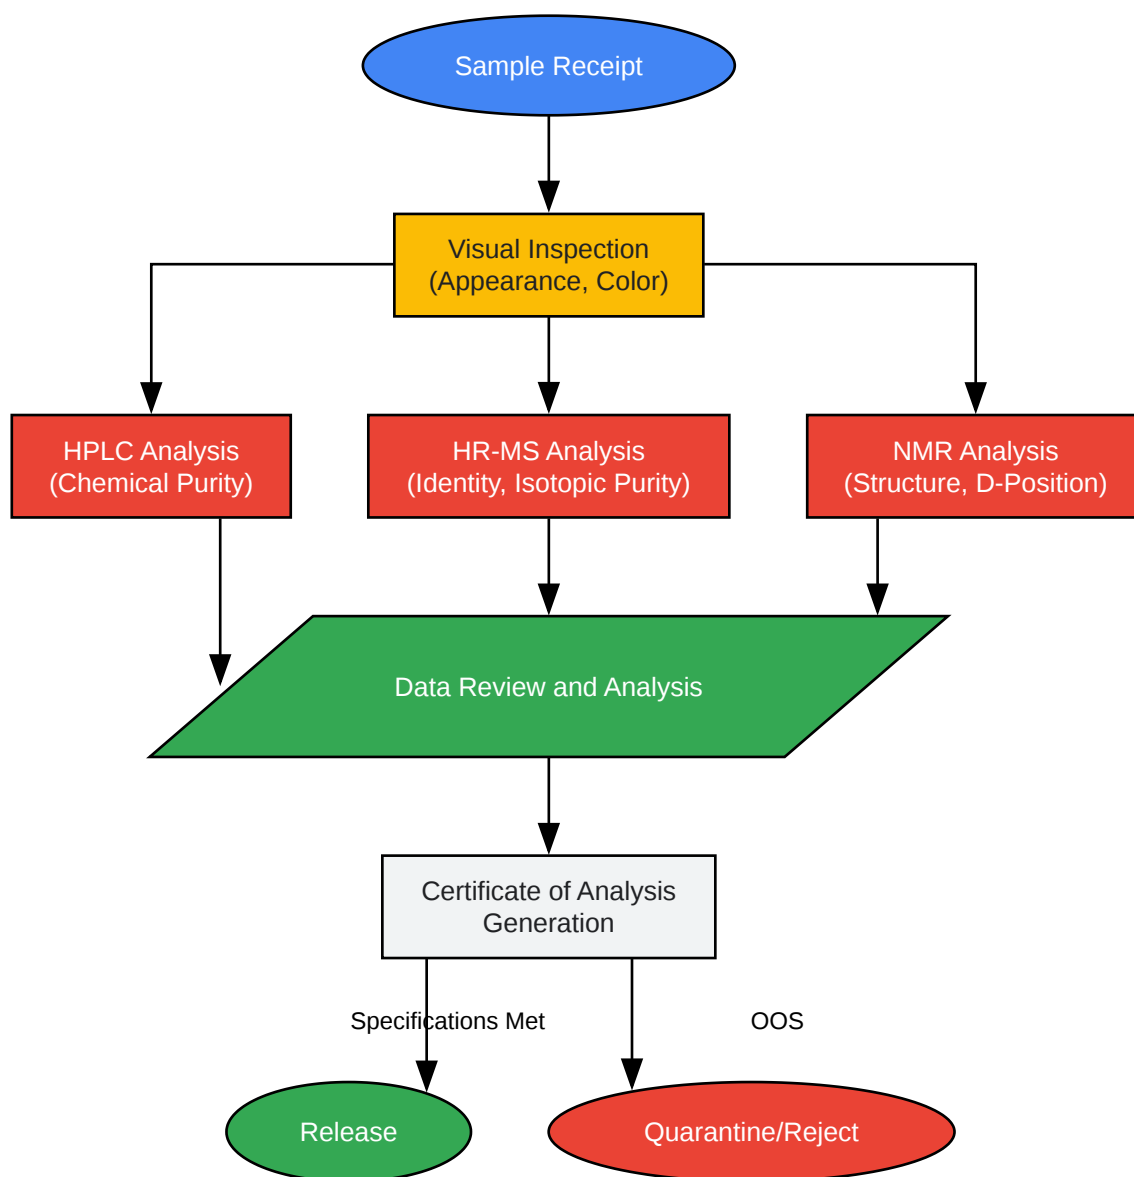 Sample Receipt
Visual Inspection
(Appearance, Color)
HPLC Analysis
(Chemical Purity)
HR-MS Analysis
(Identity, Isotopic Purity)
NMR Analysis
(Structure, D-Position)
Data Review and Analysis
Certificate of Analysis
Generation
Specifications Met
OOS
Release
Quarantine/Reject